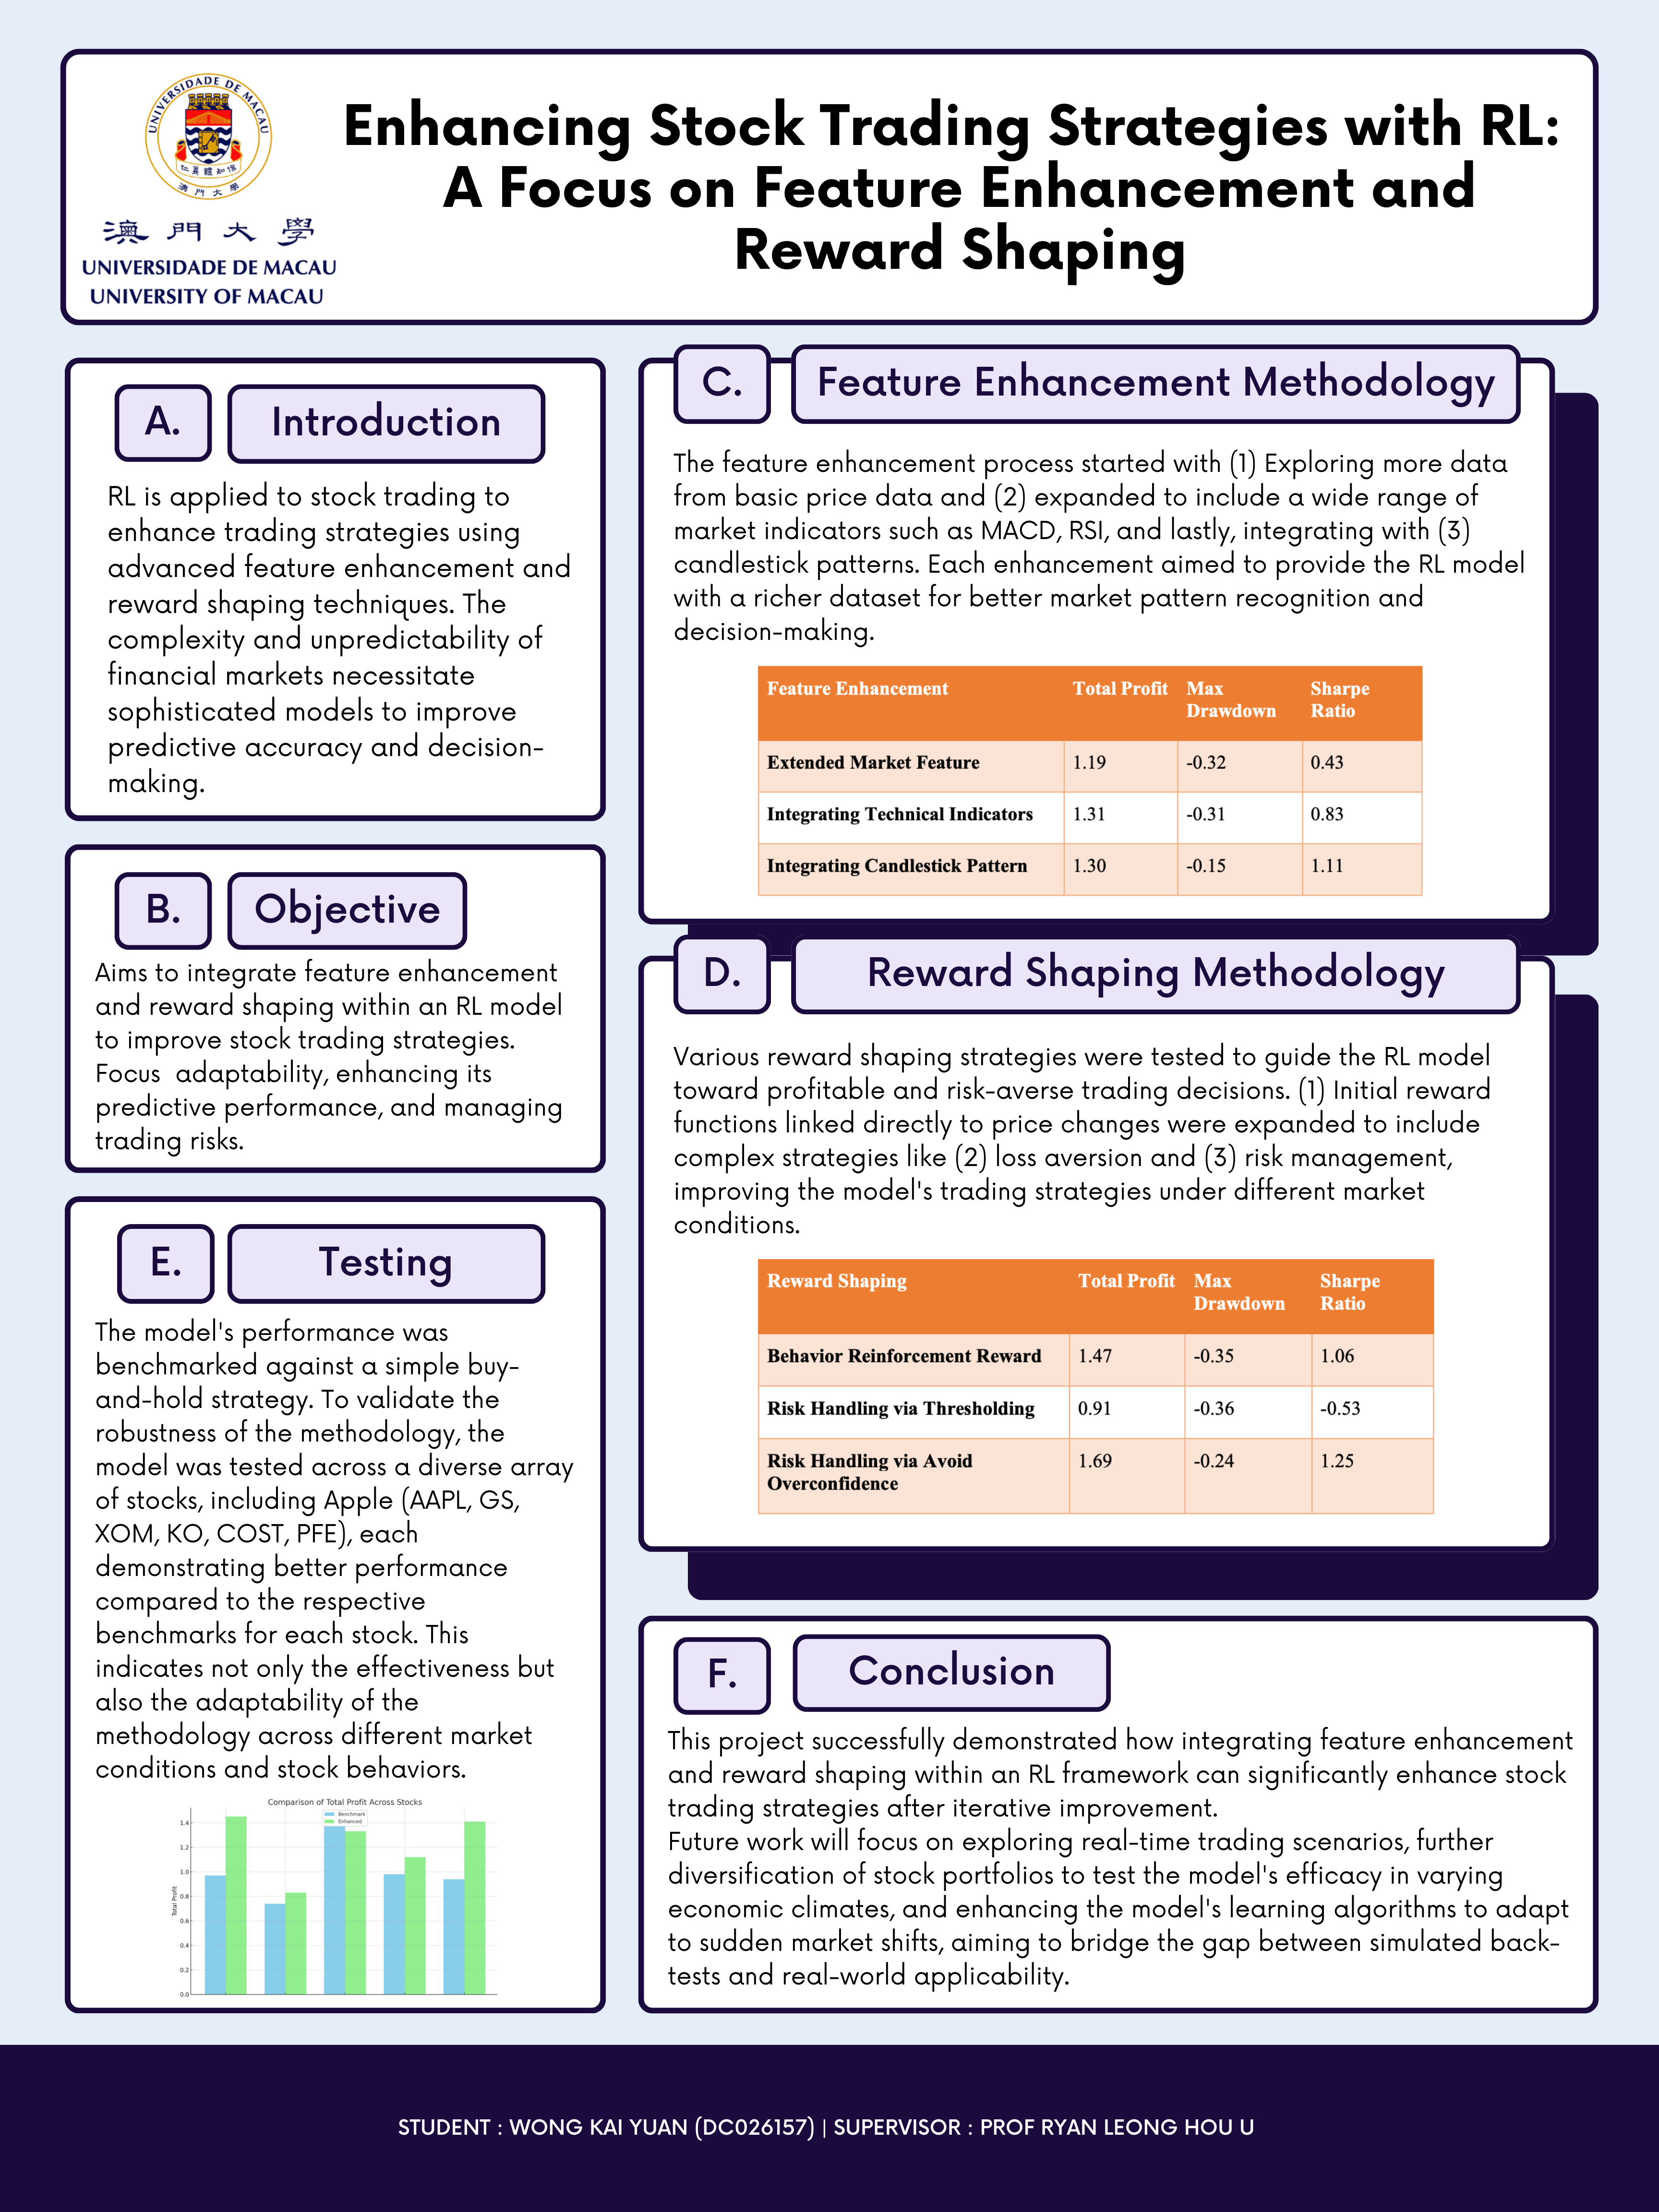 UNIVERSIDADE DE MACAU
仁義禮知信
澳門大學
澳門大學
UNIVERSIDADE DE MACAU
UNIVERSITY OF MACAU
Enhancing Stock Trading Strategies with RL:
A Focus on Feature Enhancement and
Reward Shaping
A.
Introduction
RL is applied to stock trading to
enhance trading strategies using
advanced feature enhancement and
reward shaping techniques. The
complexity and unpredictability of
financial markets necessitate
sophisticated models to improve
predictive accuracy and decision-
making.
B.
Objective
Aims to integrate feature enhancement
and reward shaping within an RL model
to improve stock trading strategies.
Focus  adaptability, enhancing its
predictive performance, and managing
trading risks.
C.
Feature Enhancement Methodology
The feature enhancement process started with (1) Exploring more data
from basic price data and (2) expanded to include a wide range of
market indicators such as MACD, RSI, and lastly, integrating with (3)
candlestick patterns. Each enhancement aimed to provide the RL model
with a richer dataset for better market pattern recognition and
decision-making.
Feature Enhancement Total Profit Max Drawdown Sharpe Ratio
Extended Market Feature 1.19 -0.32 0.43
Integrating Technical Indicators 1.31 -0.31 0.83
Integrating Candlestick Pattern 1.30 -0.15 1.11
D.
Reward Shaping Methodology
Various reward shaping strategies were tested to guide the RL model
toward profitable and risk-averse trading decisions. (1) Initial reward
functions linked directly to price changes were expanded to include
complex strategies like (2) loss aversion and (3) risk management,
improving the model's trading strategies under different market
conditions.
Reward Shaping Total Profit Max Drawdown Sharpe Ratio
Behavior Reinforcement Reward 1.47 -0.35 1.06
Risk Handling via Thresholding 0.91 -0.36 -0.53
Risk Handling via Avoid Overconfidence 1.69 -0.24 1.25
E.
Testing
The model's performance was
benchmarked against a simple buy-
and-hold strategy. To validate the
robustness of the methodology, the
model was tested across a diverse array
of stocks, including Apple (AAPL, GS,
XOM, KO, COST, PFE), each
demonstrating better performance
compared to the respective
benchmarks for each stock. This
indicates not only the effectiveness but
also the adaptability of the
methodology across different market
conditions and stock behaviors.
Comparison of Total Profit Across Stocks
Benchmark
Enhanced
Total Profit
1.4
1.2
1.0
0.8
0.6
0.4
0.2
0.0
F.
Conclusion
This project successfully demonstrated how integrating feature enhancement
and reward shaping within an RL framework can significantly enhance stock
trading strategies after iterative improvement.
Future work will focus on exploring real-time trading scenarios, further
diversification of stock portfolios to test the model's efficacy in varying
economic climates, and enhancing the model's learning algorithms to adapt
to sudden market shifts, aiming to bridge the gap between simulated back-
tests and real-world applicability.
STUDENT : WONG KAI YUAN (DC026157) | SUPERVISOR : PROF RYAN LEONG HOU U